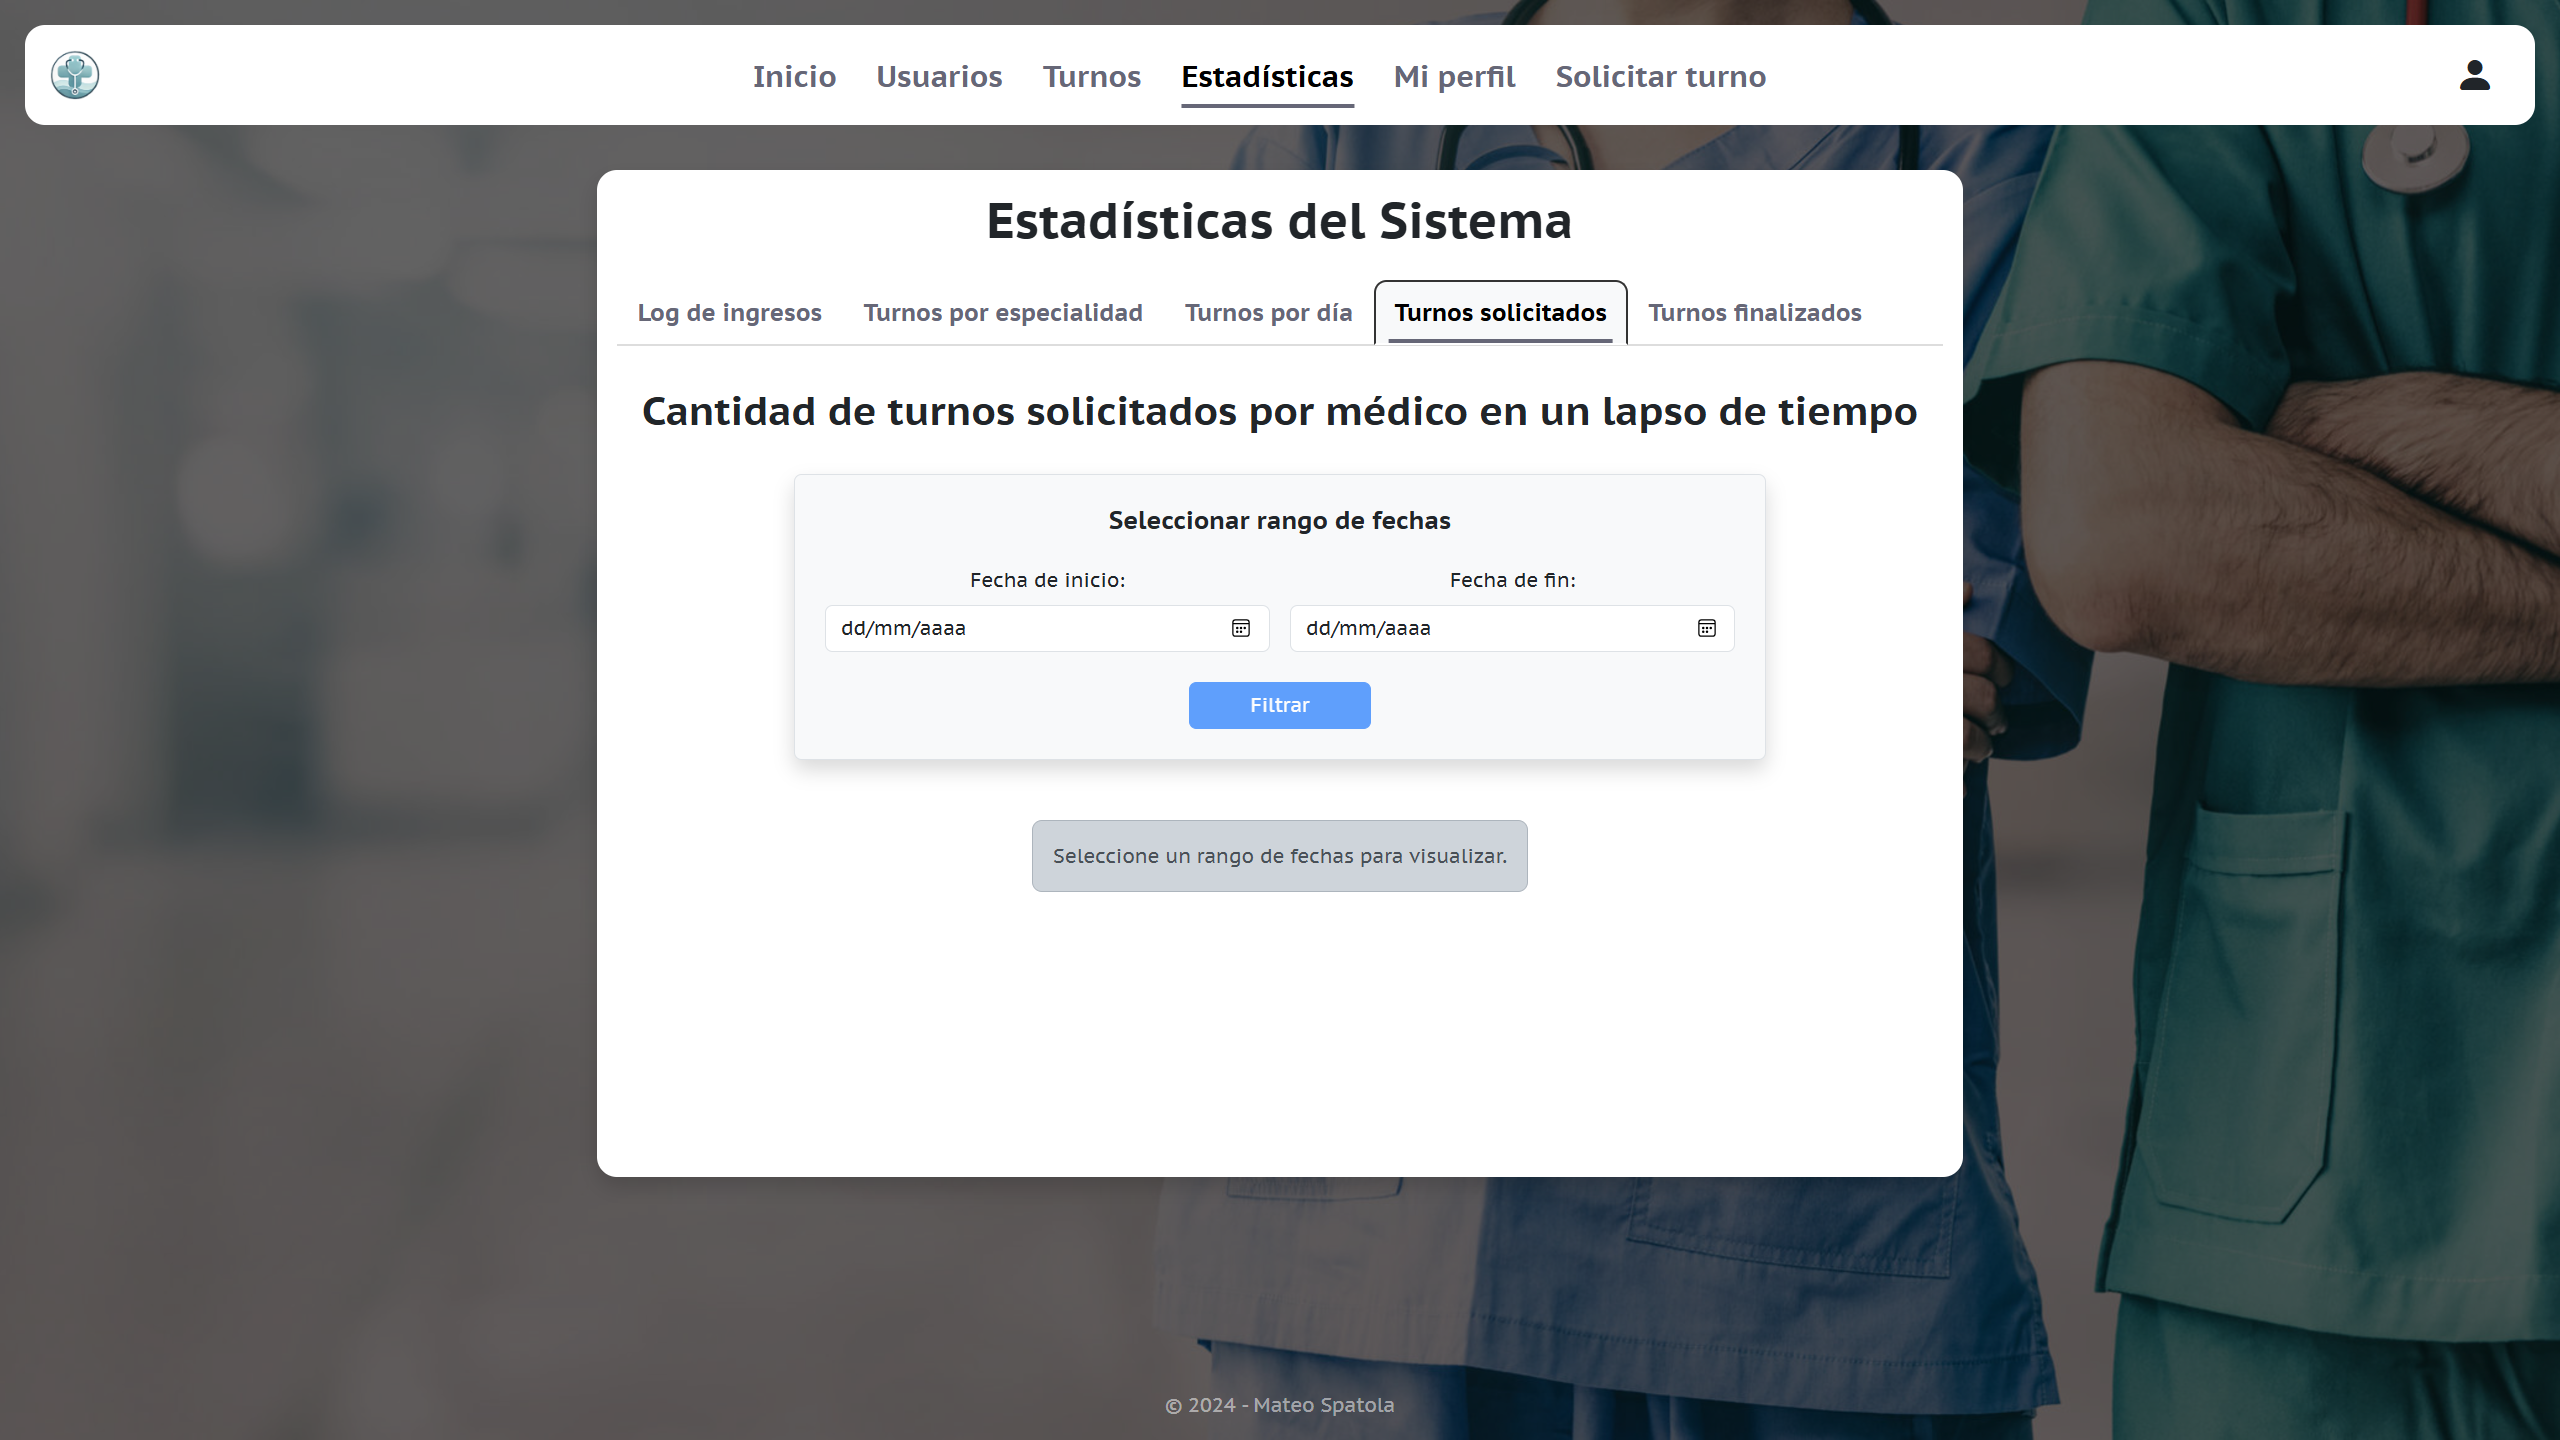 Inicio Usuarios Turnos Estadísticas Mi perfil Solicitar turno
Estadísticas del Sistema
Log de ingresos Turnos por especialidad Turnos por día Turnos solicitados Turnos finalizados
Cantidad de turnos solicitados por médico en un lapso de tiempo
Seleccionar rango de fechas
Fecha de inicio: Fecha de fin:
dd/mm/aaaa dd/mm/aaaa
Filtrar
Seleccione un rango de fechas para visualizar.
© 2024 - Mateo Spatola